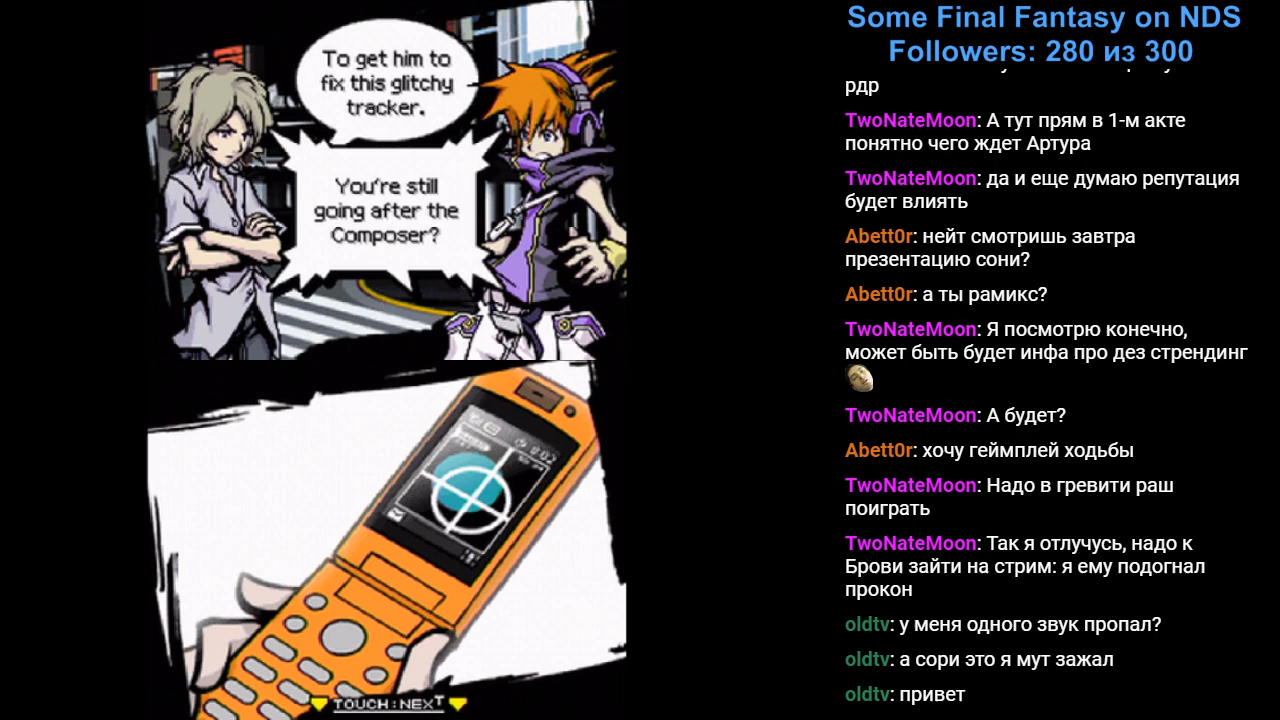 To get him to
fix this glitchy
tracker.
You're still
going after the
Composer?
TOUCH:NEXT
Some Final Fantasy on NDS
Followers: 280 из 300
рдр
TwoNateMoon: А тут прям в 1-м акте
понятно чего ждет Артура
TwoNateMoon: да и еще думаю репутация
будет влиять
Abett0r: нейт смотришь завтра
презентацию сони?
Abett0r: а ты рамикс?
TwoNateMoon: Я посмотрю конечно,
может быть будет инфа про дез стрендинг
TwoNateMoon: А будет?
Abett0r: хочу геймплей ходьбы
TwoNateMoon: Надо в гревити раш
поиграть
TwoNateMoon: Так я отлучусь, надо к
Брови зайти на стрим: я ему подогнал
прокон
oldtv: у меня одного звук пропал?
oldtv: а сори это я мут зажал
oldtv: привет